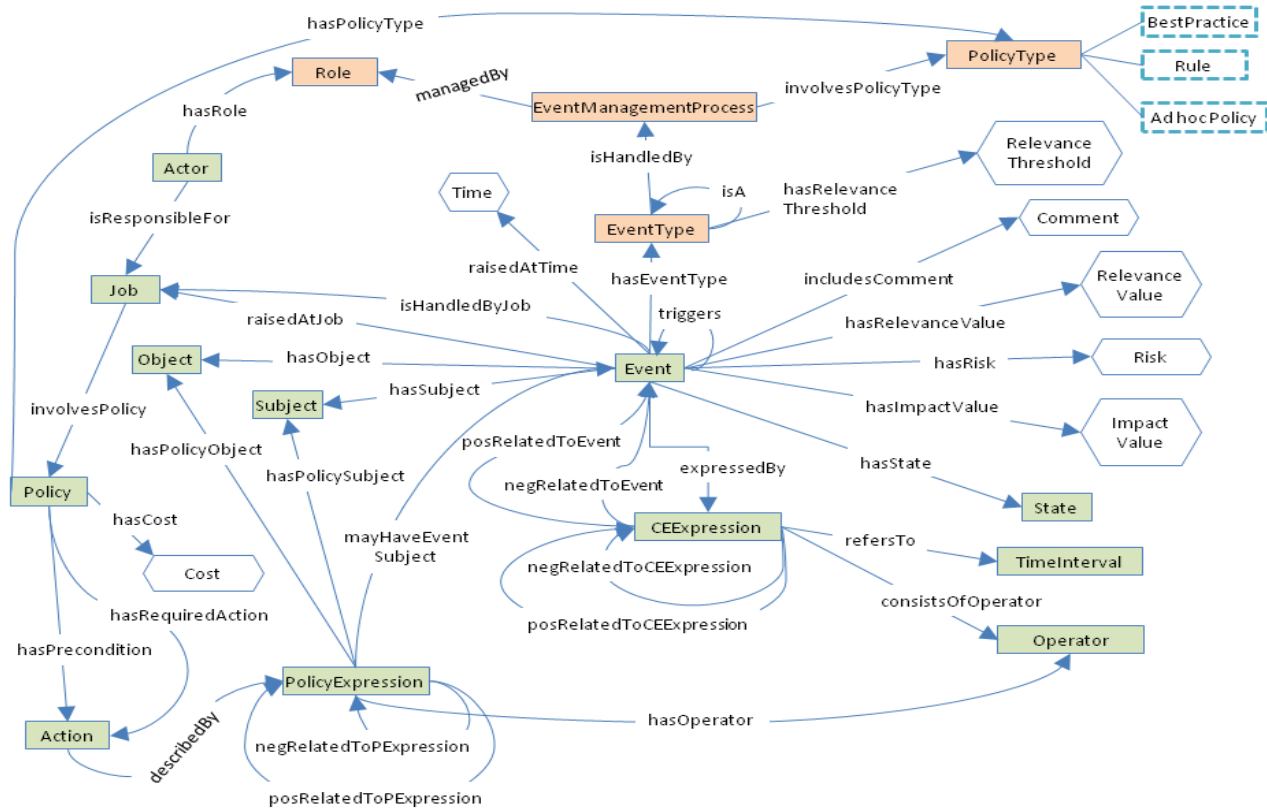 hasPolicyType
BestPractice
PolicyType
Role
Rule
managedBy
involvesPolicyType
EventManagementProcess
hasRole
Ad hoc Policy
Relevance
Threshold
isHandledBy
Actor
Time
isA
hasRelevance
Threshold
isResponsibleFor
EventType
Comment
raisedAtTime
hasEventType
includesComment
Job
isHandledByJob
Relevance
Value
raisedAtJob
triggers
hasRelevanceValue
Object
hasObject
Event
hasRisk
Risk
hasSubject
Subject
involvesPolicy
hasImpactValue
Impact
Value
posRelatedToEvent
hasPolicyObject
hasPolicySubject
negRelatedToEvent
expressedBy
hasState
Policy
State
hasCost
mayHaveEvent
Subject
CEExpression
refersTo
TimeInterval
Cost
negRelatedToCEExpression
consistsOfOperator
hasRequiredAction
posRelatedToCEExpression
Operator
hasPrecondition
PolicyExpression
hasOperator
Action
describedBy
negRelatedToPExpression
posRelatedToPExpression